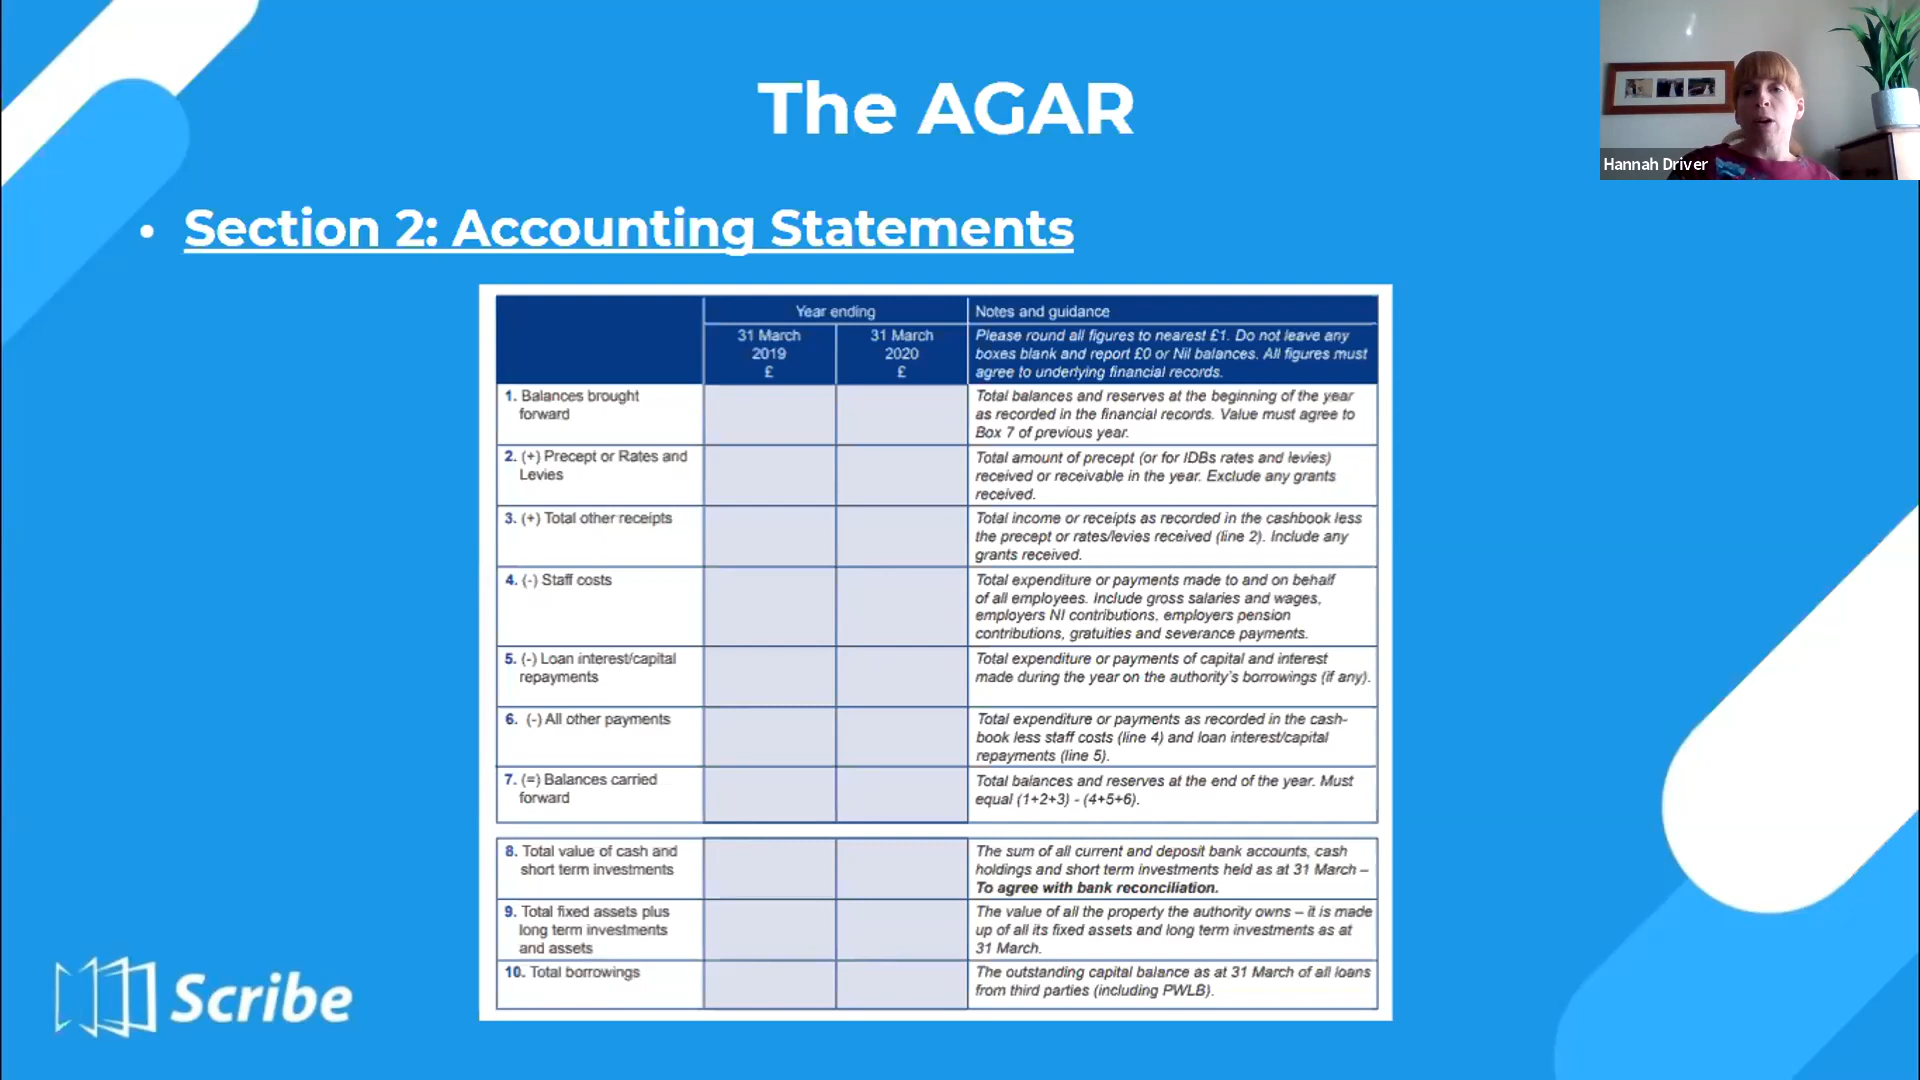 The AGAR
Hannah Driver
• Section 2: Accounting Statements
Year ending
31 March
2019
£
31 March
2020
£
Notes and guidance
Please round all figures to nearest £1. Do not leave any
boxes blank and report £0 or Nil balances. All figures must
agree to underlying financial records.
1. Balances brought
forward
Total balances and reserves at the beginning of the year
as recorded in the financial records. Value must agree to
Box 7 of previous year.
2. (+) Precept or Rates and
Levies
Total amount of precept (or for IDBs rates and levies)
received or receivable in the year. Exclude any grants
received.
3. (+) Total other receipts
Total income or receipts as recorded in the cashbook less
the precept or rates/levies received (line 2). Include any
grants received.
4. (-) Staff costs
Total expenditure or payments made to and on behalf
of all employees. Include gross salaries and wages,
employers NI contributions, employers pension
contributions, gratuities and severance payments.
5. (-) Loan interest/capital
repayments
Total expenditure or payments of capital and interest
made during the year on the authority's borrowings (if any).
6. (-) All other payments
Total expenditure or payments as recorded in the cash-
book less staff costs (line 4) and loan interest/capital
repayments (line 5).
7. (=) Balances carried
forward
Total balances and reserves at the end of the year. Must
equal (1+2+3) - (4+5+6).
8. Total value of cash and
short term investments
The sum of all current and deposit bank accounts, cash
holdings and short term investments held as at 31 March –
To agree with bank reconciliation.
9. Total fixed assets plus
long term investments
and assets
The value of all the property the authority owns – it is made
up of all its fixed assets and long term investments as at
31 March.
10. Total borrowings
The outstanding capital balance as at 31 March of all loans
from third parties (including PWLB).
Scribe